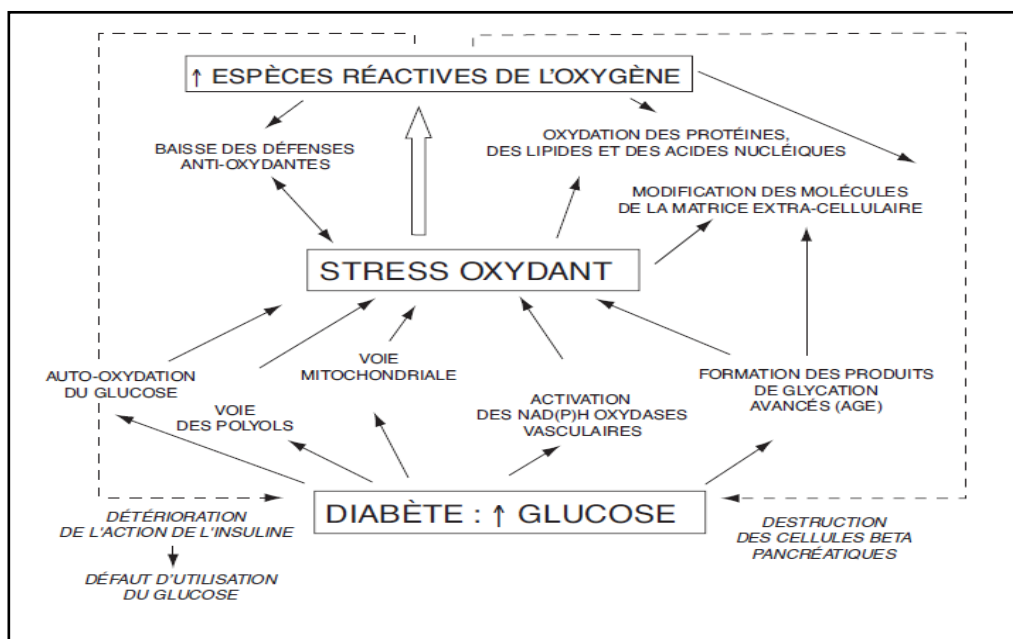 ↑ ESPÈCES RÉACTIVES DE L'OXYGÈNE
BAISSE DES DÉFENSES
ANTI-OXYDANTES
OXYDATION DES PROTÉINES,
DES LIPIDES ET DES ACIDES NUCLÉIQUES
MODIFICATION DES MOLÉCULES
DE LA MATRICE EXTRA-CELLULAIRE
STRESS OXYDANT
AUTO-OXYDATION
DU GLUCOSE
VOIE
DES POLYOLS
VOIE
MITOCHONDRIALE
ACTIVATION
DES NAD(P)H OXYDASES
VASCULAIRES
FORMATION DES PRODUITS
DE GLYCATION
AVANCÉS (AGE)
DIABÈTE : ↑ GLUCOSE
DÉTÉRIORATION
DE L'ACTION DE L'INSULINE
DÉFAUT D'UTILISATION
DU GLUCOSE
DESTRUCTION
DES CELLULES BETA
PANCRÉATIQUES